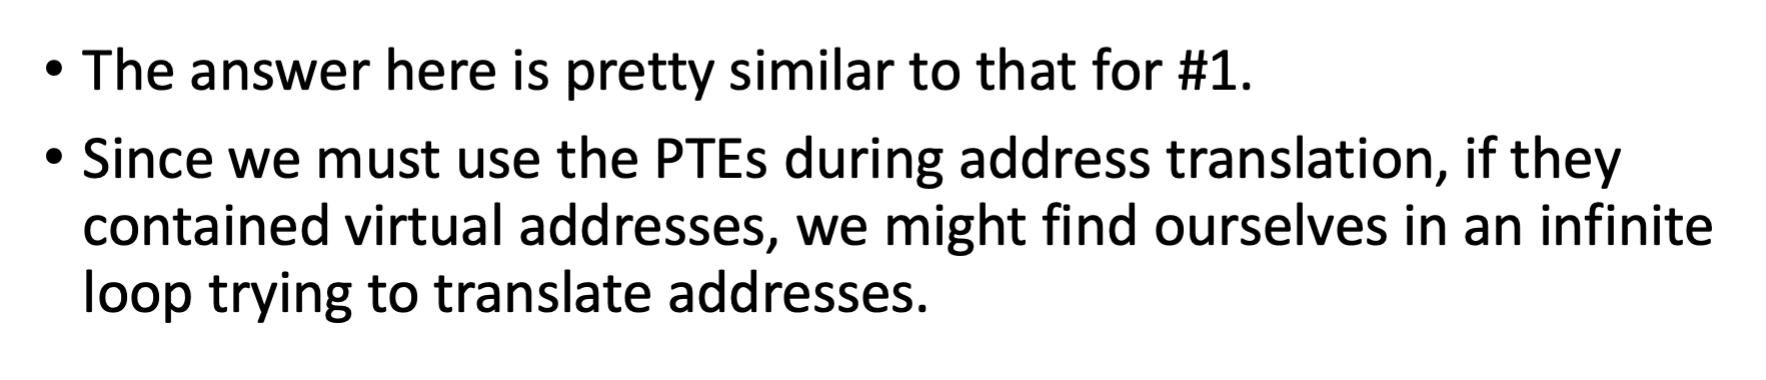 • The answer here is pretty similar to that for #1.
• Since we must use the PTEs during address translation, if they
contained virtual addresses, we might find ourselves in an infinite
loop trying to translate addresses.